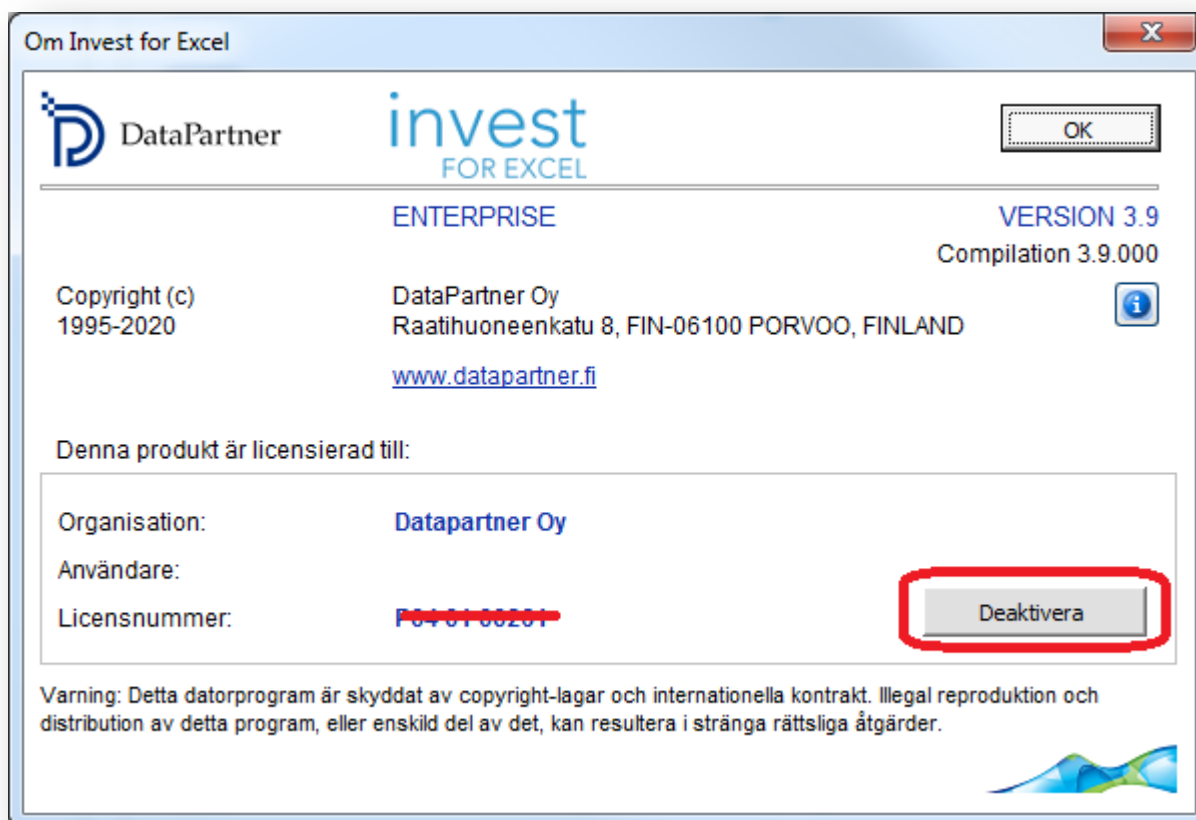 Om Invest for Excel
DataPartner
invest
FOR EXCEL
OK
ENTERPRISE
VERSION 3.9
Compilation 3.9.000
Copyright (c)
1995-2020
DataPartner Oy
Raatihuoneenkatu 8, FIN-06100 PORVOO, FINLAND
www.datapartner.fi
Denna produkt är licensierad till:
Organisation: Datapartner Oy
Användare:
Licensnummer:
Deaktivera
Varning: Detta datorprogram är skyddat av copyright-lagar och internationella kontrakt. Illegal reproduktion och
distribution av detta program, eller enskild del av det, kan resultera i stränga rättsliga åtgärder.